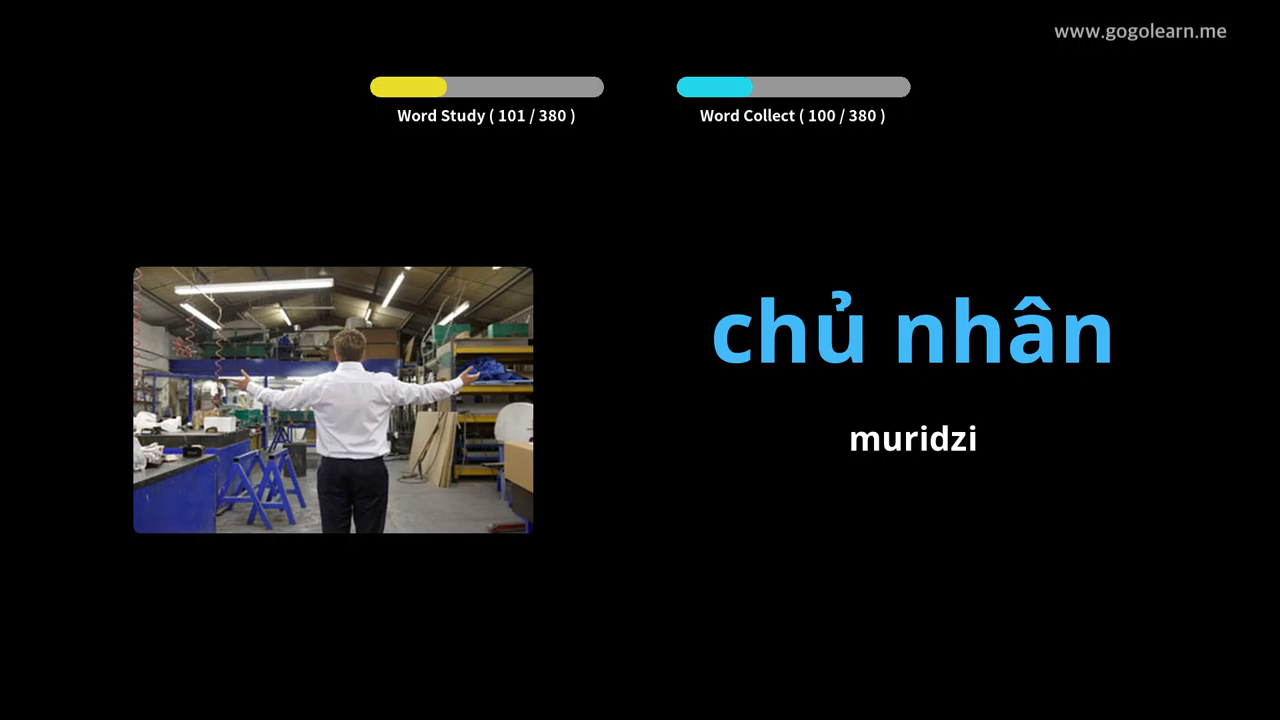 www.gogolearn.me
Word Study ( 101 / 380 )
Word Collect ( 100 / 380 )
chủ nhân
muridzi